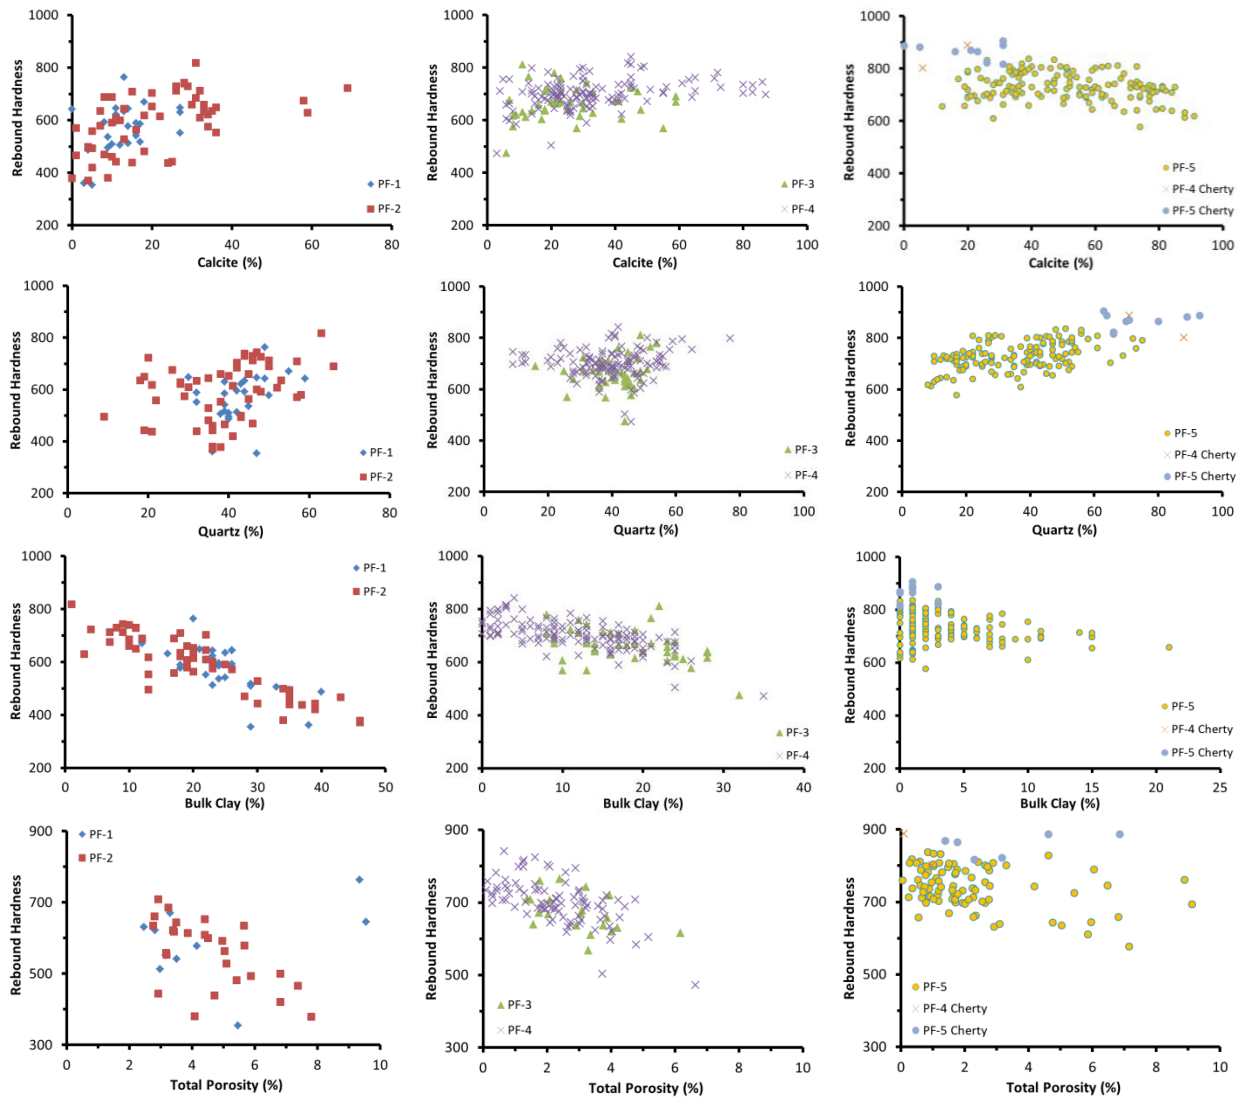 1000
800
600
400
200
Rebound Hardness
0 20 40 60 80
Calcite (%)
PF-1
PF-2
1000
800
600
400
200
Rebound Hardness
0 20 40 60 80 100
Calcite (%)
PF-3
PF-4
1000
800
600
400
200
Rebound Hardness
0 20 40 60 80 100
Calcite (%)
PF-5
PF-4 Cherty
PF-5 Cherty
1000
800
600
400
200
Rebound Hardness
0 20 40 60 80
Quartz (%)
PF-1
PF-2
1000
800
600
400
200
Rebound Hardness
0 20 40 60 80 100
Quartz (%)
PF-3
PF-4
1000
800
600
400
200
Rebound Hardness
0 20 40 60 80 100
Quartz (%)
PF-5
PF-4 Cherty
PF-5 Cherty
1000
800
600
400
200
Rebound Hardness
0 10 20 30 40 50
Bulk Clay (%)
PF-1
PF-2
1000
800
600
400
200
Rebound Hardness
0 10 20 30 40
Bulk Clay (%)
PF-3
PF-4
1000
800
600
400
200
Rebound Hardness
0 5 10 15 20 25
Bulk Clay (%)
PF-5
PF-4 Cherty
PF-5 Cherty
900
700
500
300
Rebound Hardness
0 2 4 6 8 10
Total Porosity (%)
PF-1
PF-2
900
700
500
300
Rebound Hardness
0 2 4 6 8 10
Total Porosity (%)
PF-3
PF-4
900
700
500
300
Rebound Hardness
0 2 4 6 8 10
Total Porosity (%)
PF-5
PF-4 Cherty
PF-5 Cherty